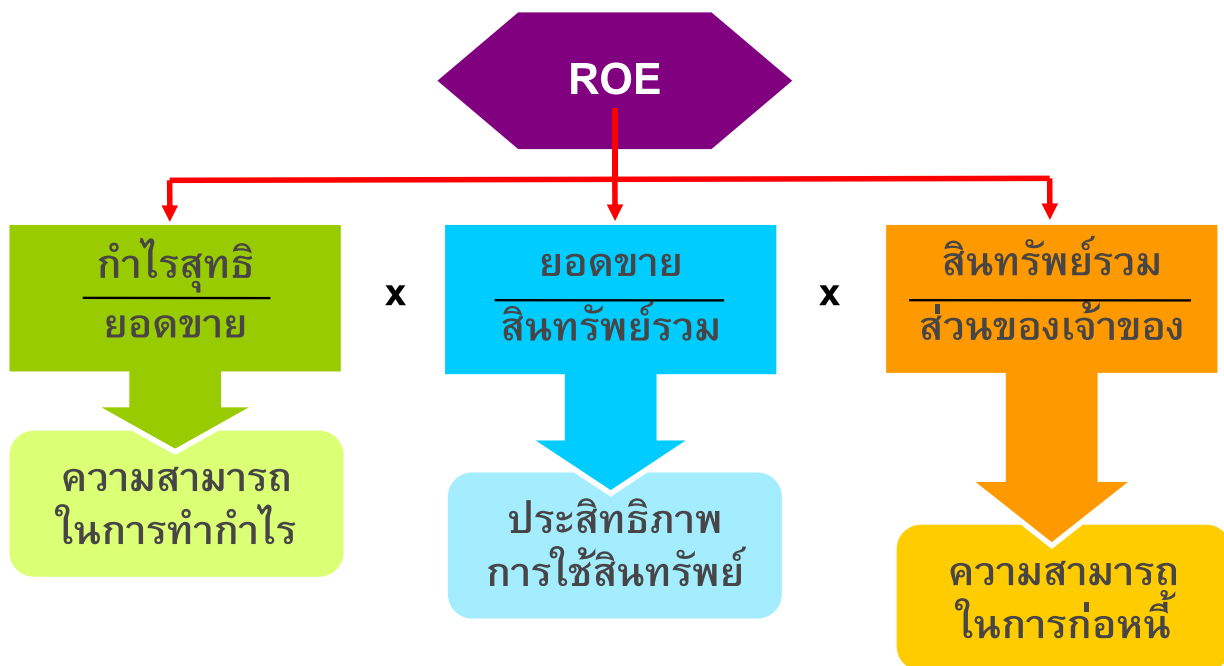 ROE
กำไรสุทธิ
ยอดขาย
x
ยอดขาย
สินทรัพย์รวม
x
สินทรัพย์รวม
ส่วนของเจ้าของ
ความสามารถ
ในการทำกำไร
ประสิทธิภาพ
การใช้สินทรัพย์
ความสามารถ
ในการก่อหนี้